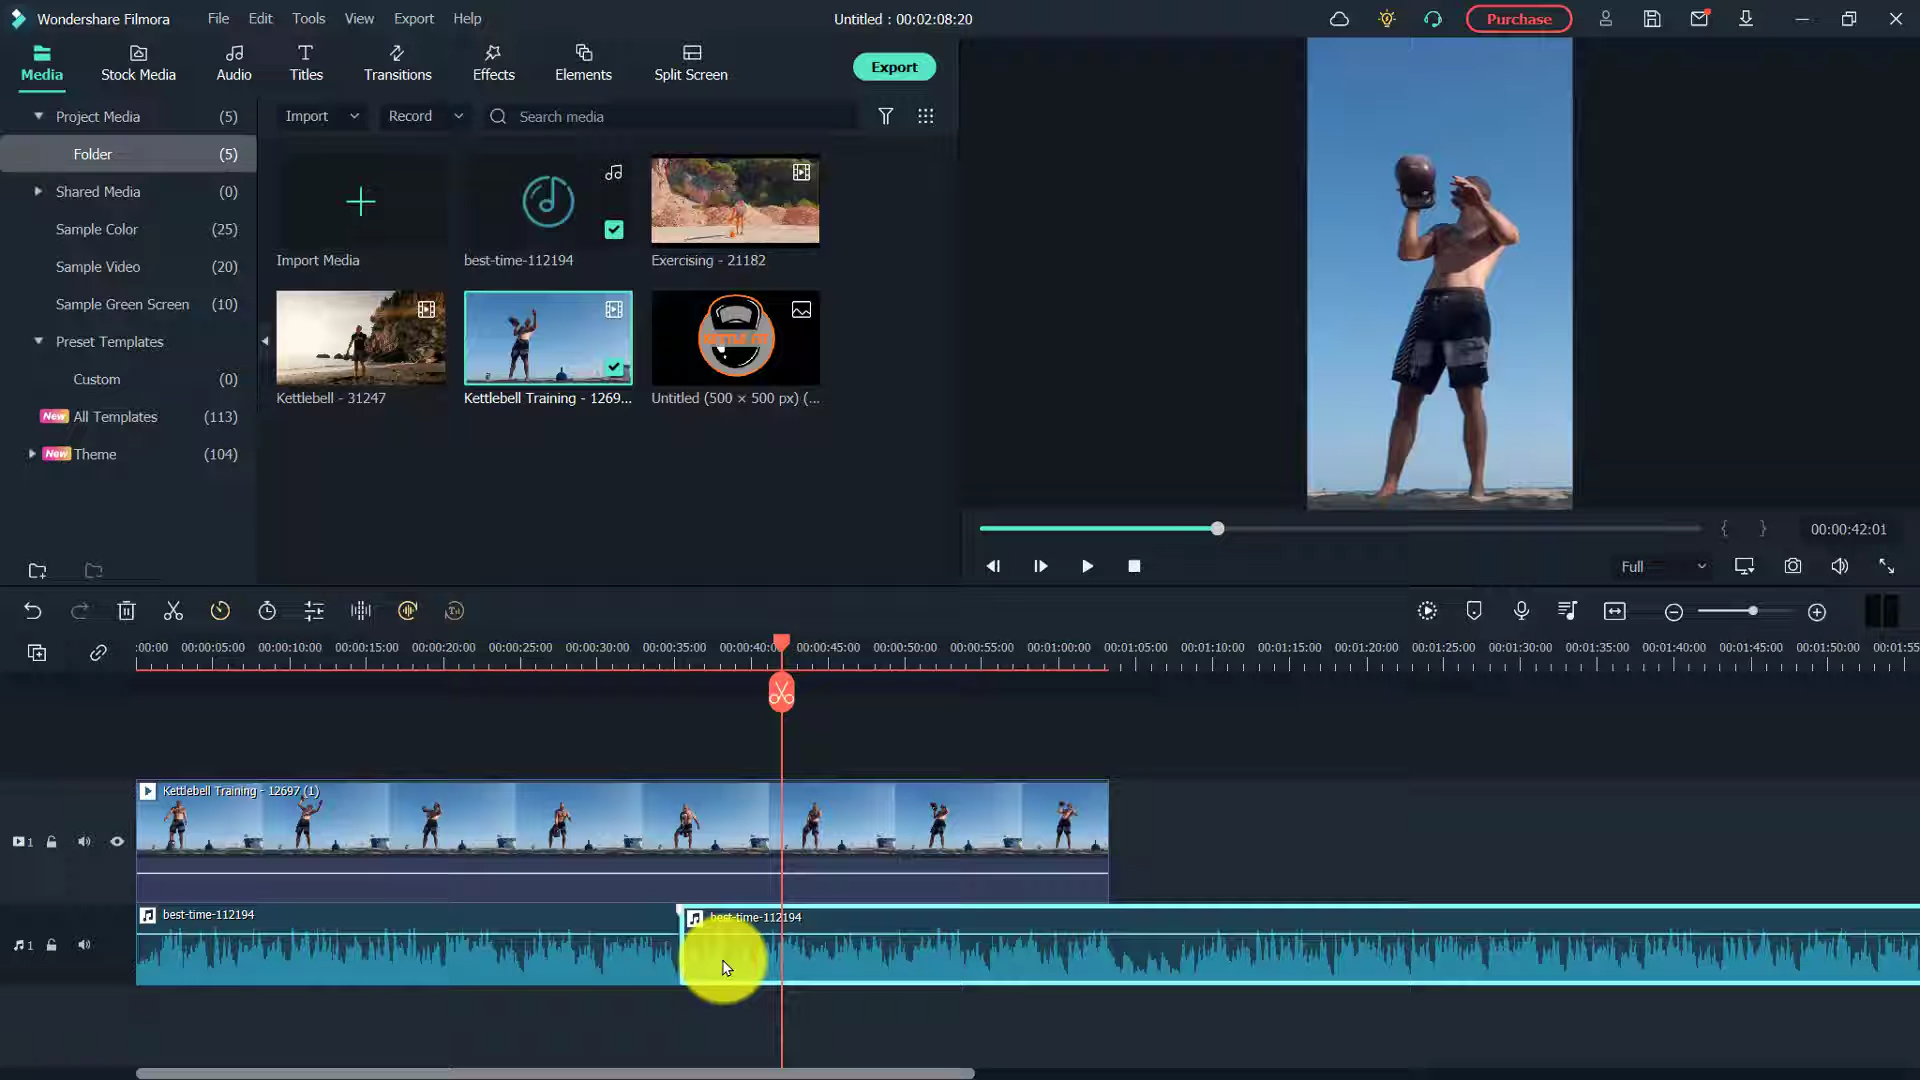 Wondershare Filmora File Edit Tools View Export Help Untitled : 00:02:08:20 Purchase
Media Stock Media Audio Titles Transitions Effects Elements Split Screen Export
Project Media (5) Import Record Search media
Folder (5)
Shared Media (0)
Sample Color (25)
Sample Video (20)
Sample Green Screen (10)
Preset Templates
Custom (0)
New All Templates (113)
New Theme (104)
Import Media best-time-112194 Exercising - 21182
KETTLE FIT
Kettlebell - 31247 Kettlebell Training - 1269... Untitled (500 × 500 px) (...
{ } 00:00:42:01
Full
:00:00 00:00:05:00 00:00:10:00 00:00:15:00 00:00:20:00 00:00:25:00 00:00:30:00 00:00:35:00 00:00:40:0 00:00:45:00 00:00:50:00 00:00:55:00 00:01:00:00 00:01:05:00 00:01:10:00 00:01:15:00 00:01:20:00 00:01:25:00 00:01:30:00 00:01:35:00 00:01:40:00 00:01:45:00 00:01:50:00 00:01:55
Kettlebell Training - 12697 (1)
1
best-time-112194 best-time-112194
1